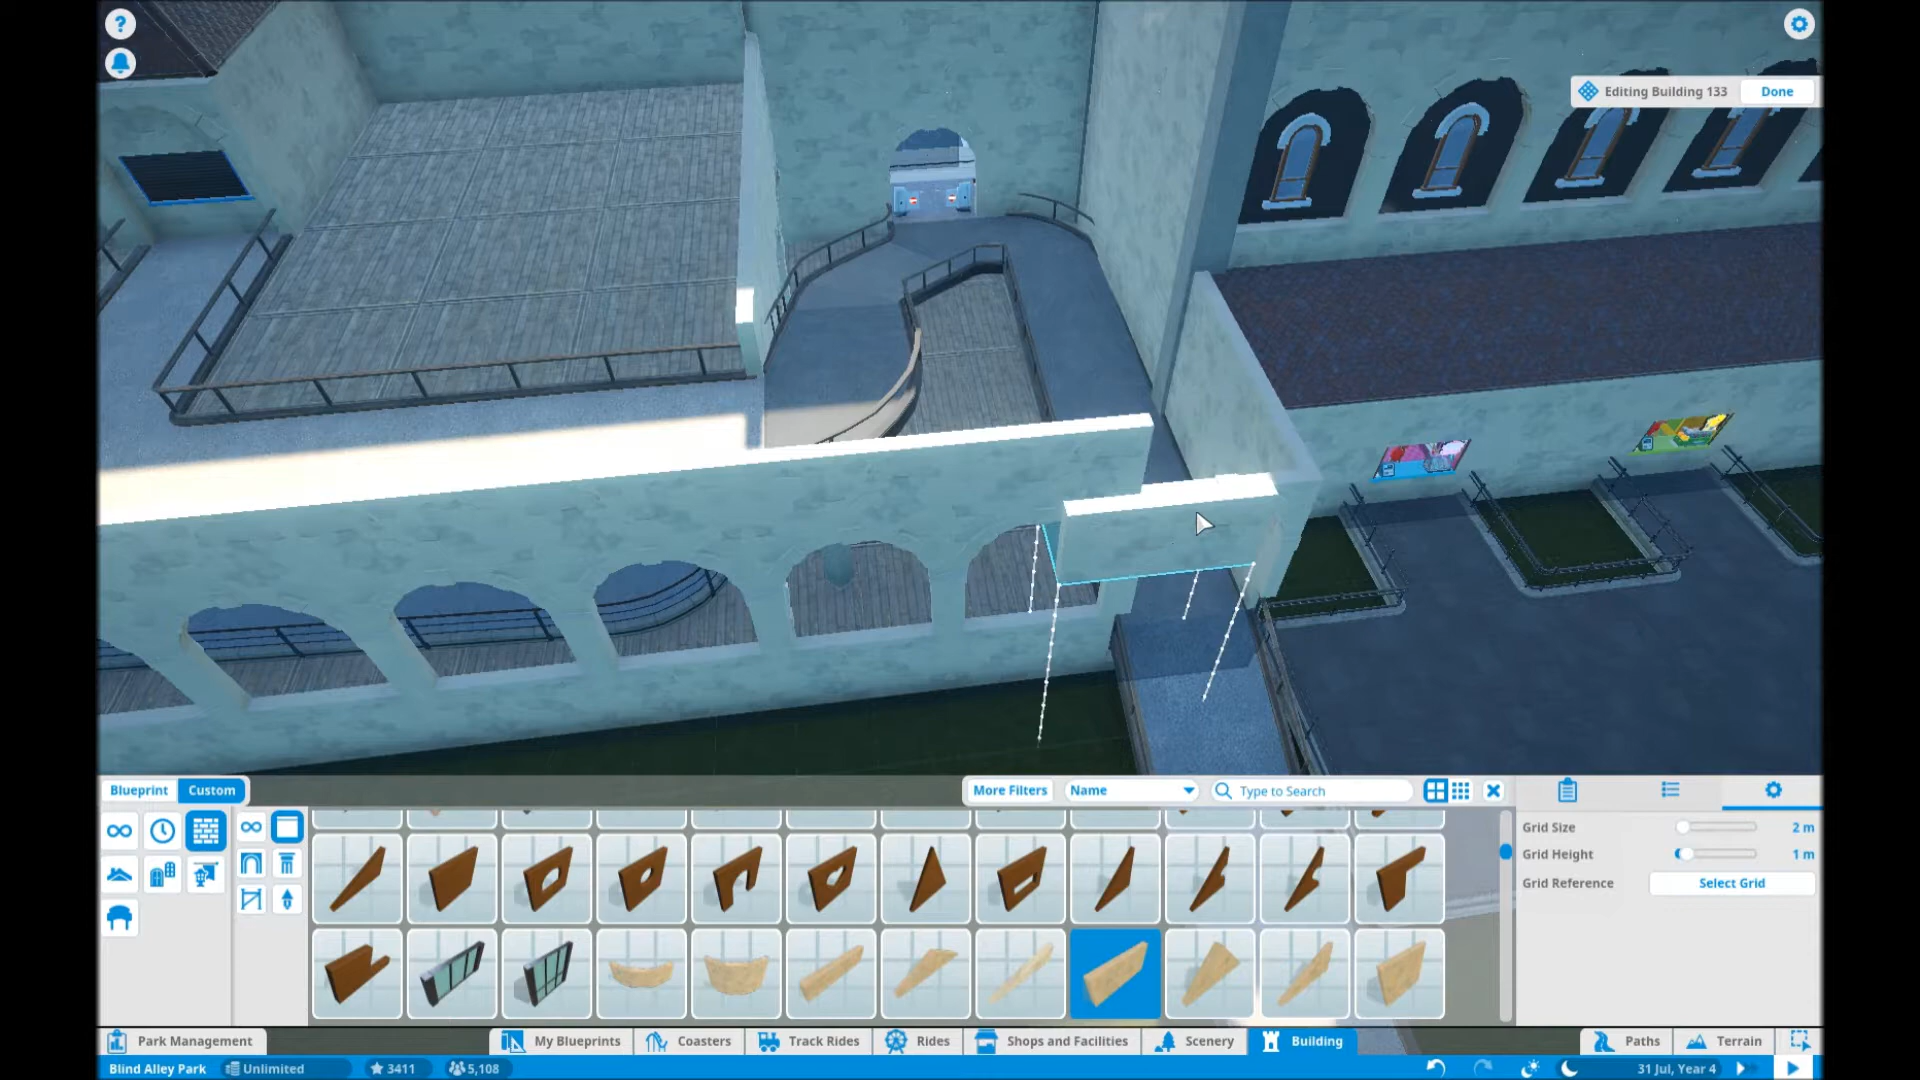 ?
Editing Building 133 Done
Blueprint Custom More Filters Name Type to Search
Grid Size 2 m
Grid Height 1 m
Grid Reference Select Grid
Park Management My Blueprints Coasters Track Rides Rides Shops and Facilities Scenery Building Paths Terrain
Blind Alley Park Unlimited 3411 5,108 31 Jul, Year 4